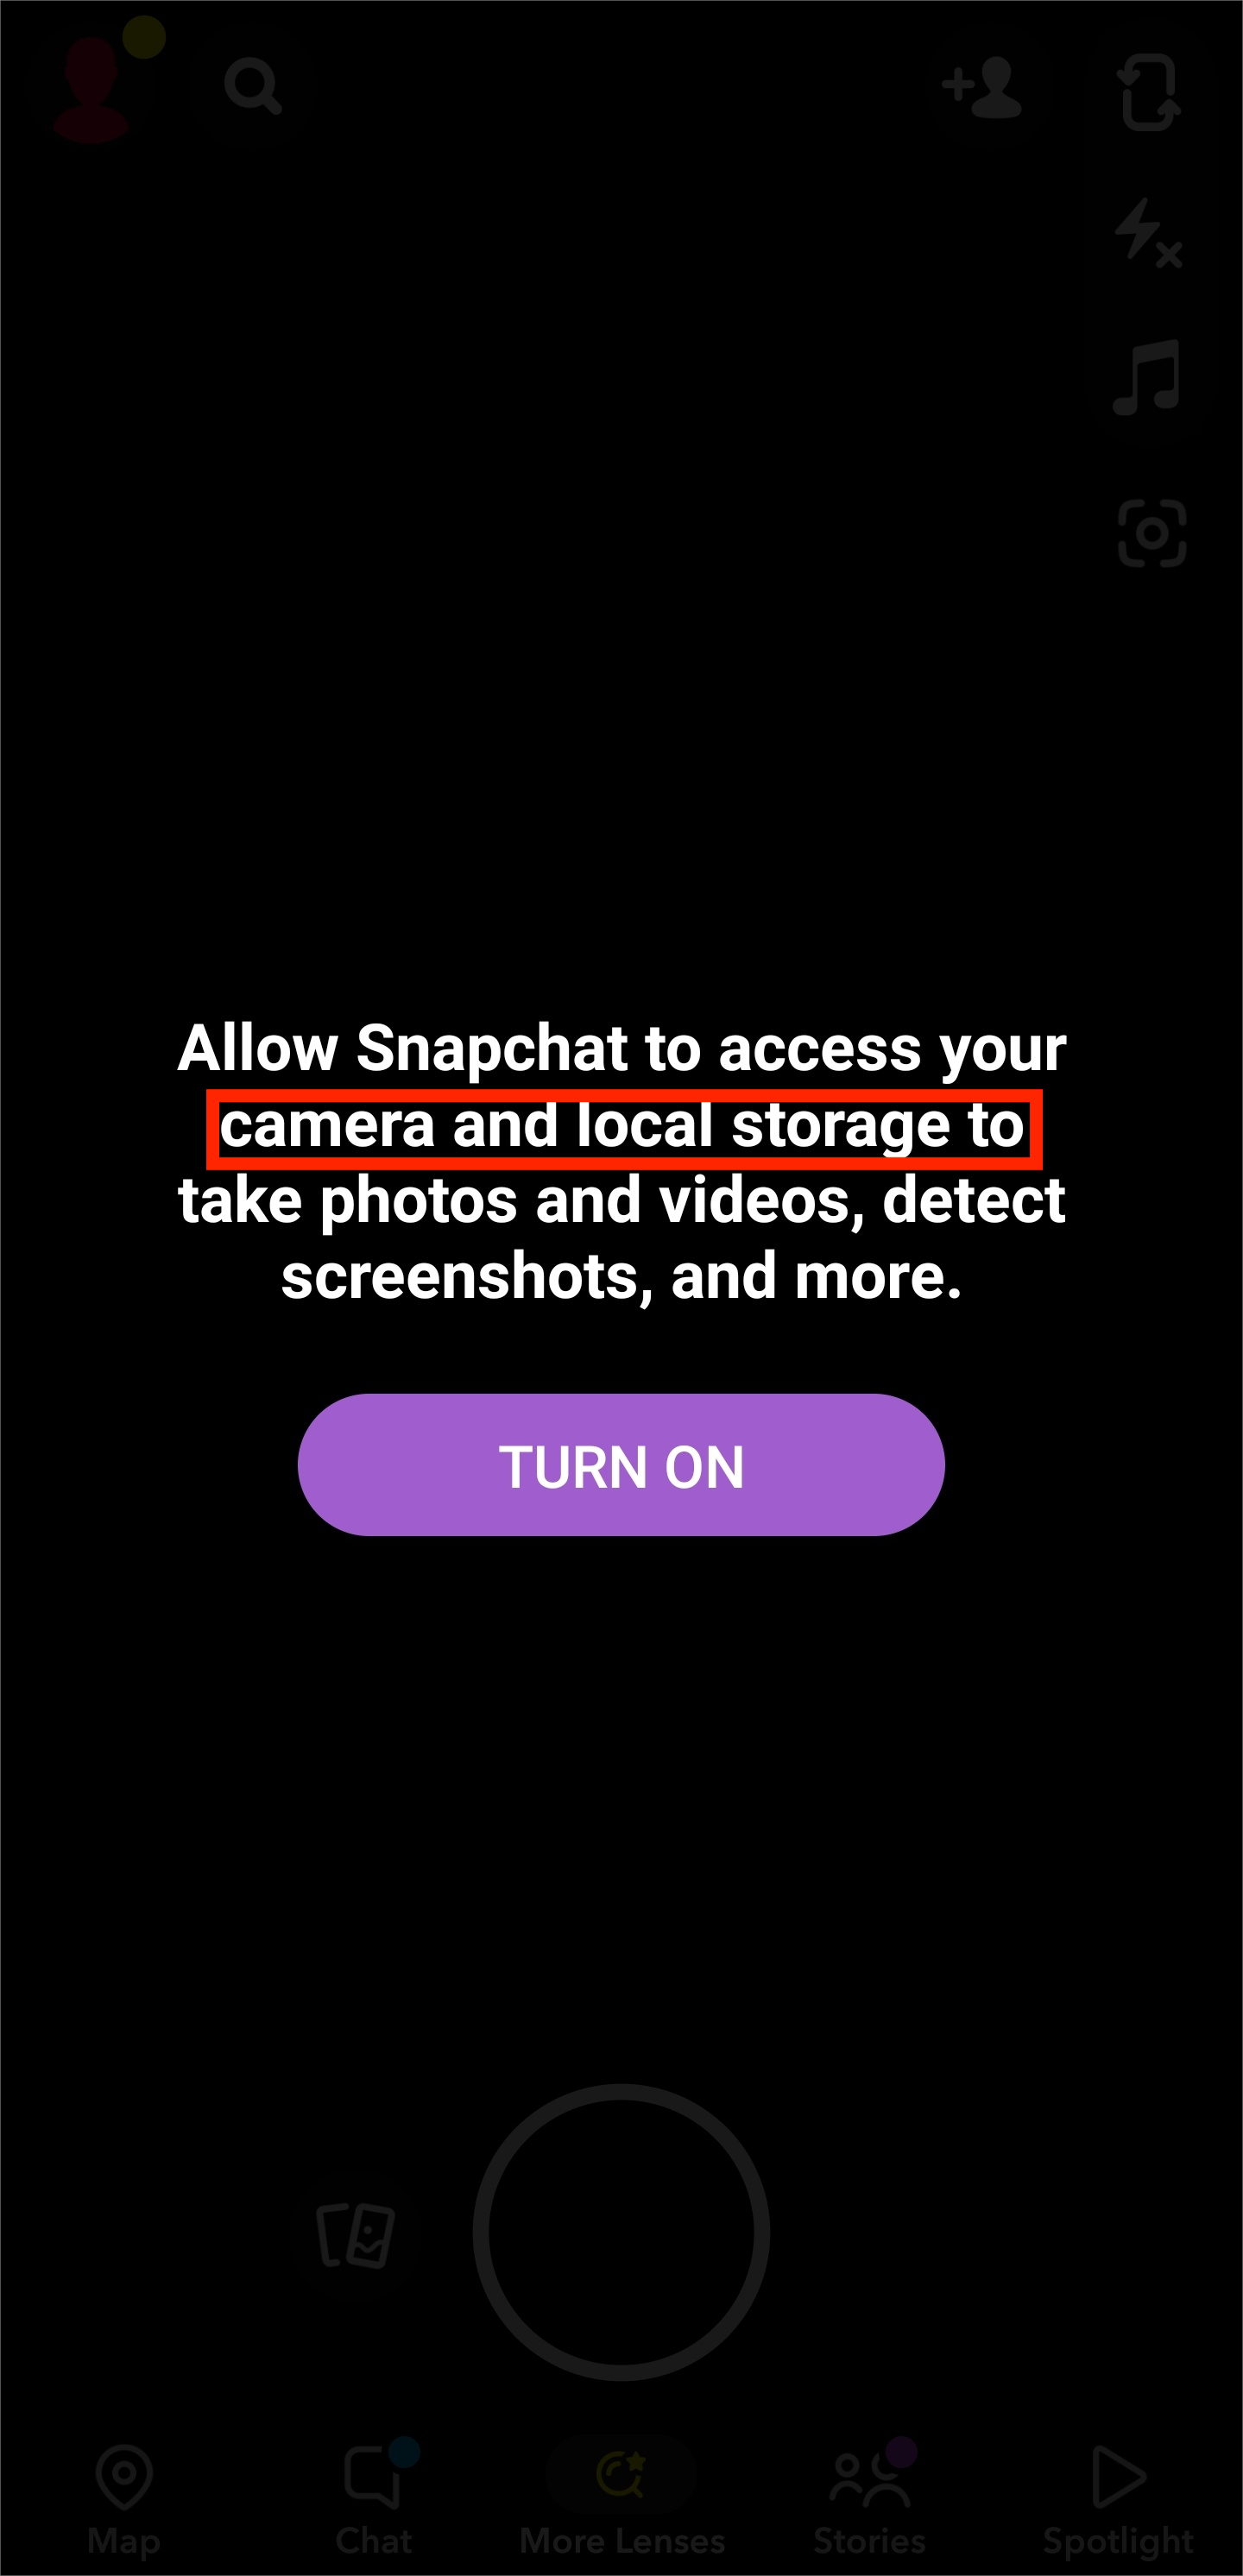 Allow Snapchat to access your
camera and local storage to
take photos and videos, detect
screenshots, and more.
TURN ON
Map
Chat
More Lenses
Stories
Spotlight